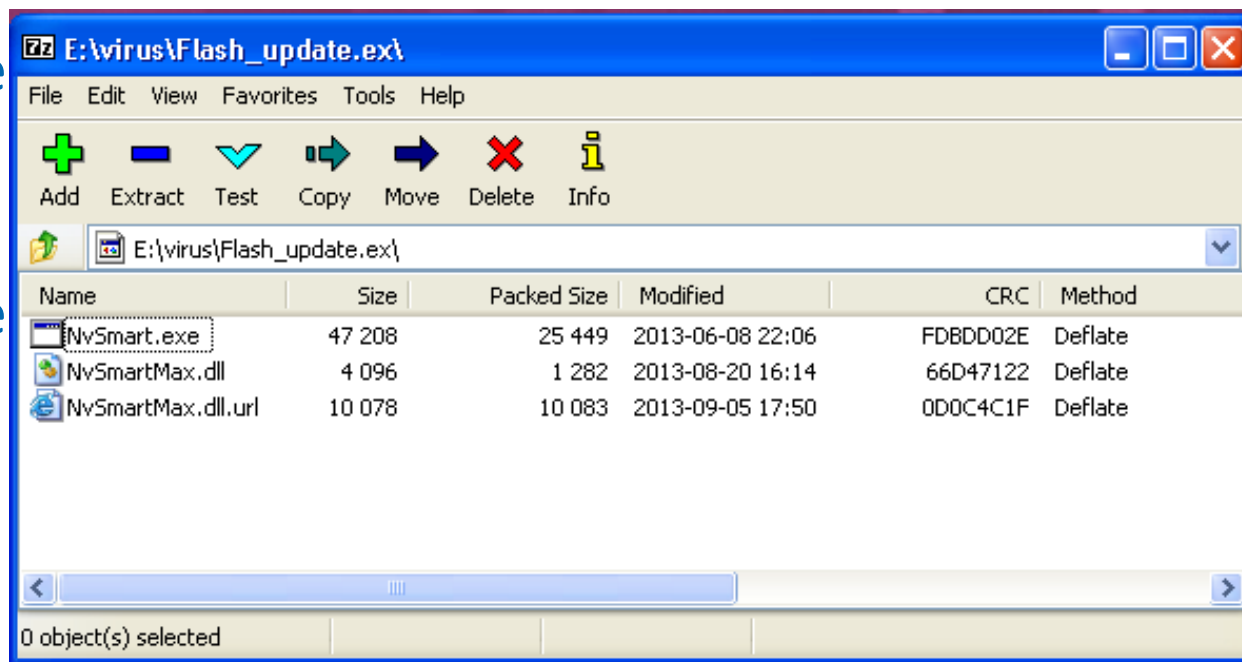 7z E:\virus\Flash_update.ex\
File Edit View Favorites Tools Help
Add Extract Test Copy Move Delete Info
E:\virus\Flash_update.ex\
Name Size Packed Size Modified CRC Method
NvSmart.exe 47 208 25 449 2013-06-08 22:06 FDBDD02E Deflate
NvSmartMax.dll 4 096 1 282 2013-08-20 16:14 66D47122 Deflate
NvSmartMax.dll.url 10 078 10 083 2013-09-05 17:50 0D0C4C1F Deflate
0 object(s) selected